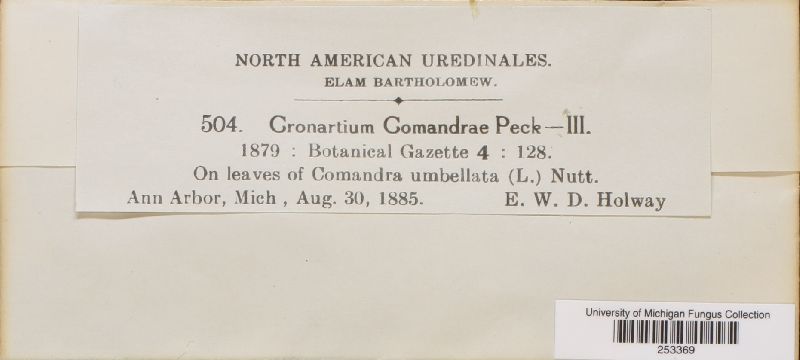 NORTH AMERICAN UREDINALES.
ELAM BARTHOLOMEW.
504. Cronartium Comandrae Peck—III.
1879 : Botanical Gazette 4 : 128.
On leaves of Comandra umbellata (L.) Nutt.
Ann Arbor, Mich , Aug. 30, 1885. E. W. D. Holway
University of Michigan Fungus Collection
253369